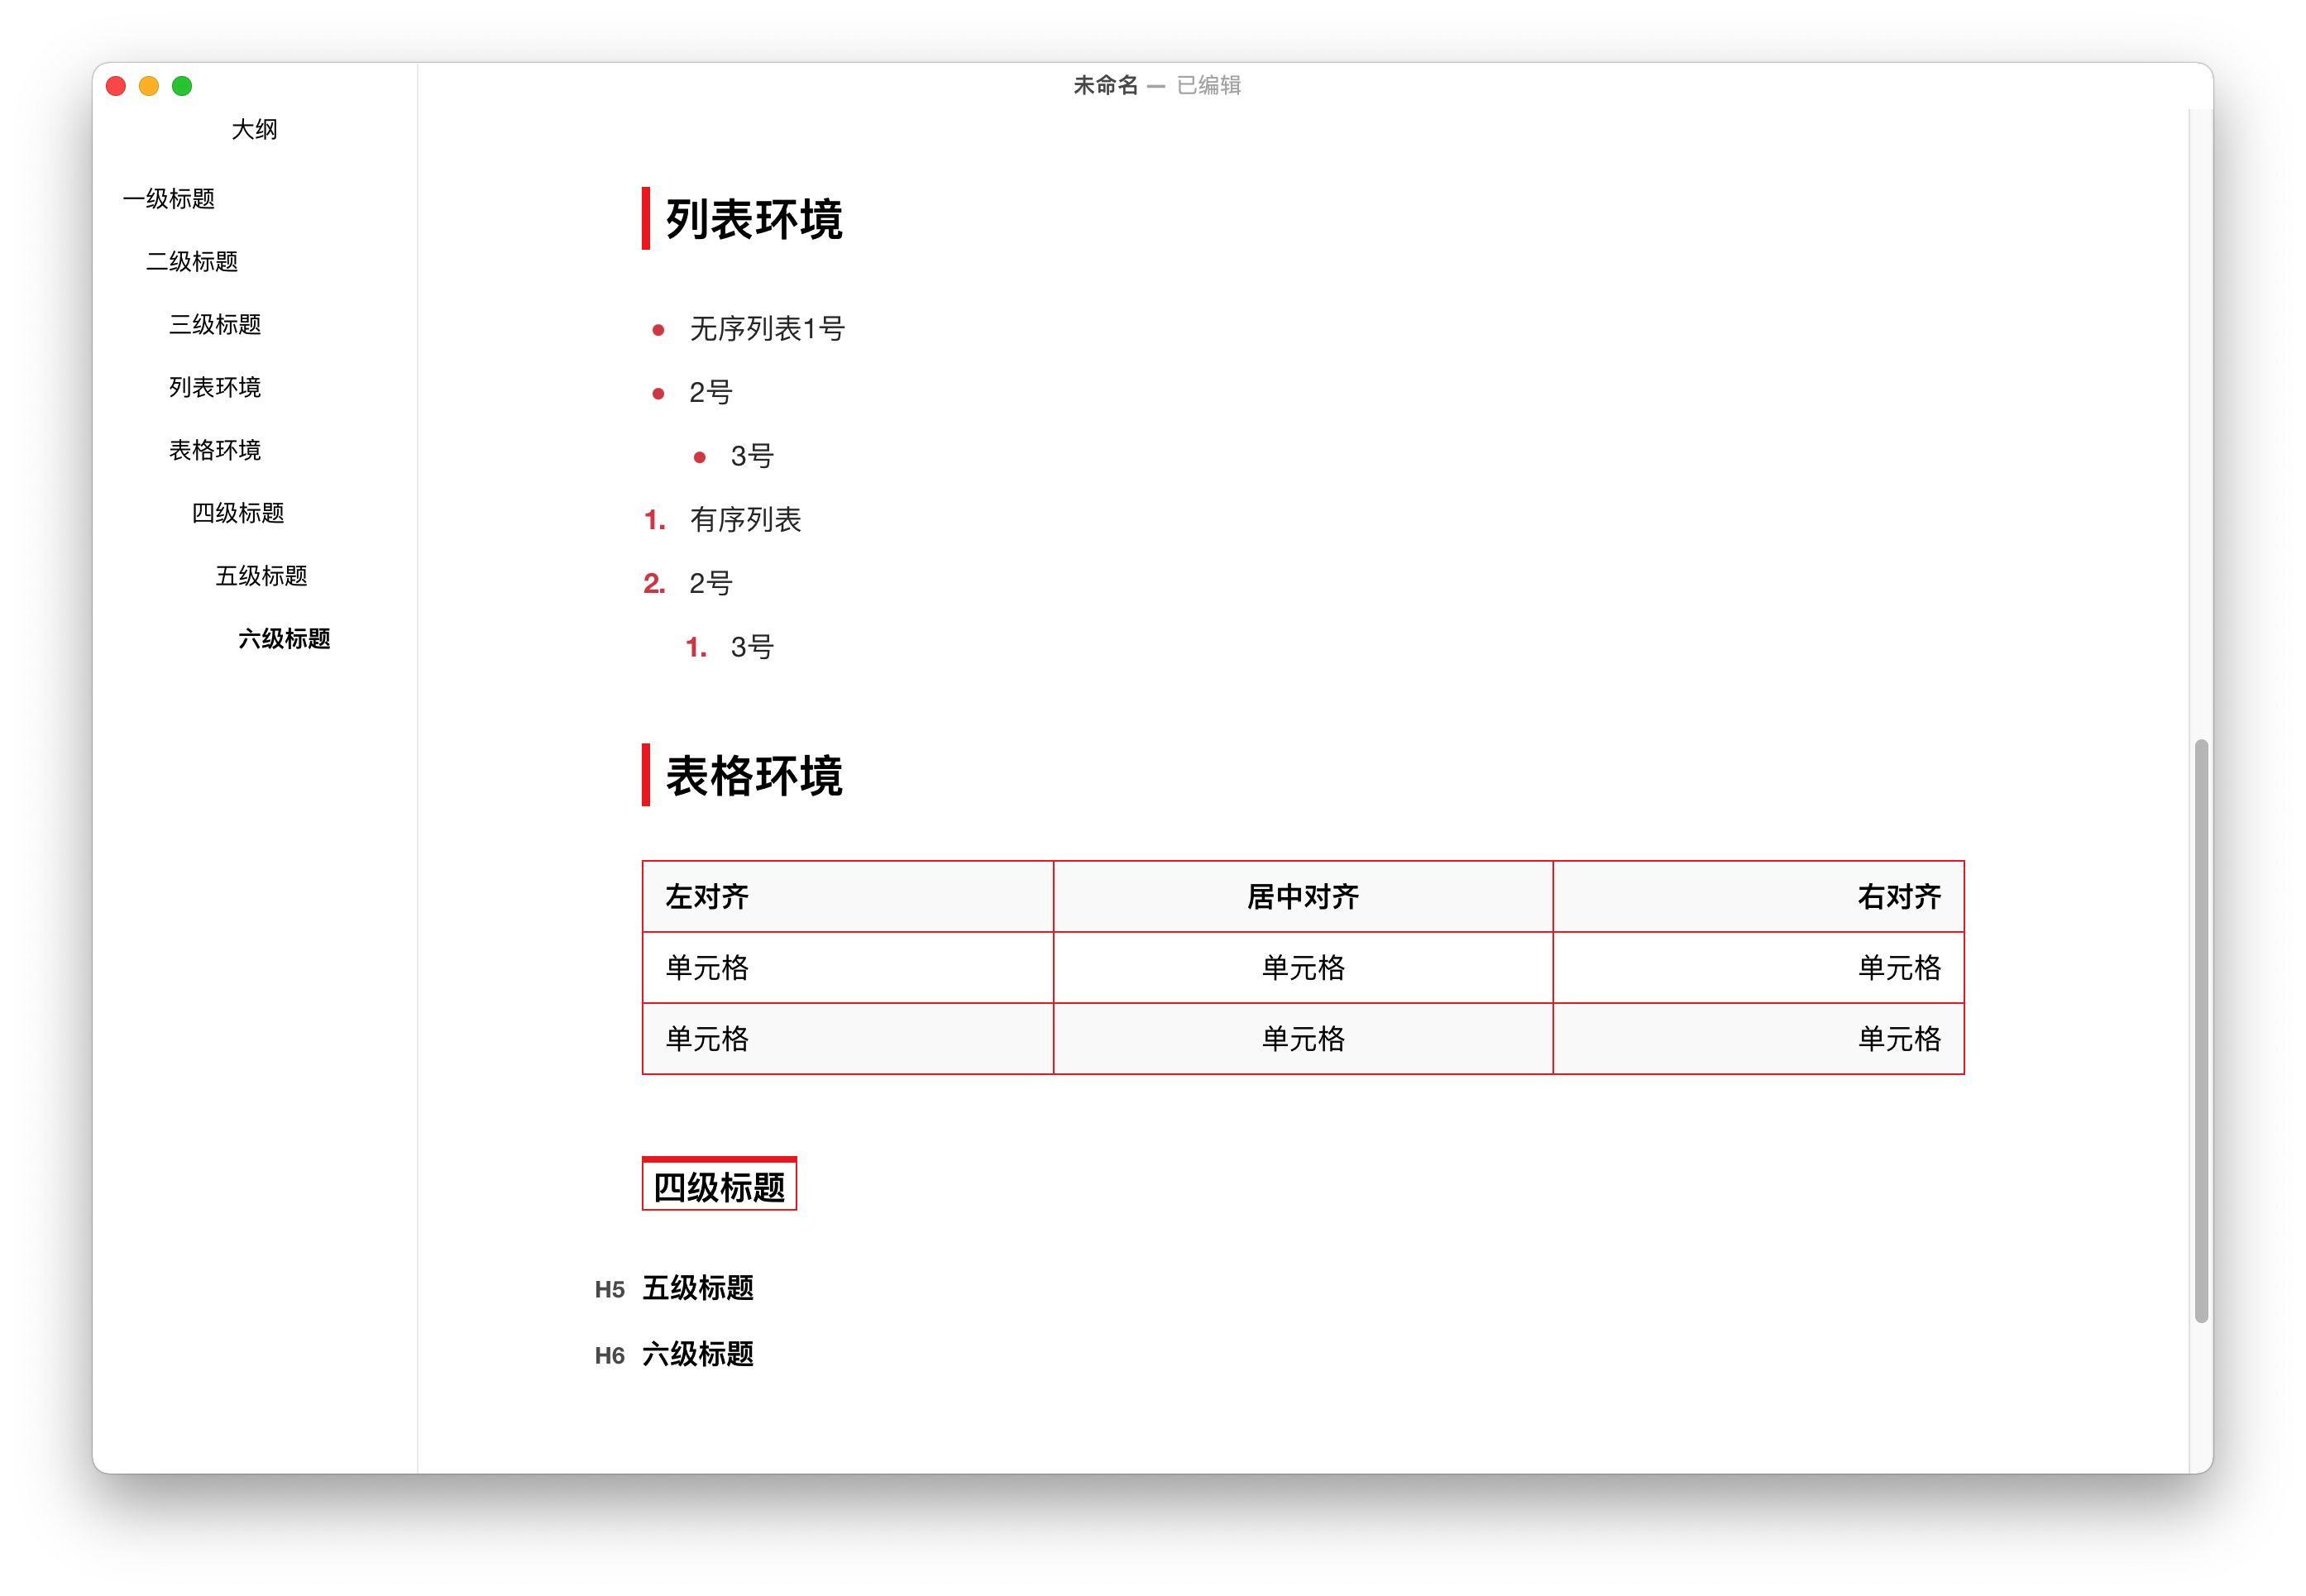 未命名 — 已编辑
大纲
一级标题
二级标题
三级标题
列表环境
表格环境
四级标题
五级标题
六级标题
列表环境
• 无序列表1号
• 2号
• 3号
1. 有序列表
2. 2号
1. 3号
表格环境
左对齐 居中对齐 右对齐
单元格 单元格 单元格
单元格 单元格 单元格
四级标题
H5 五级标题
H6 六级标题